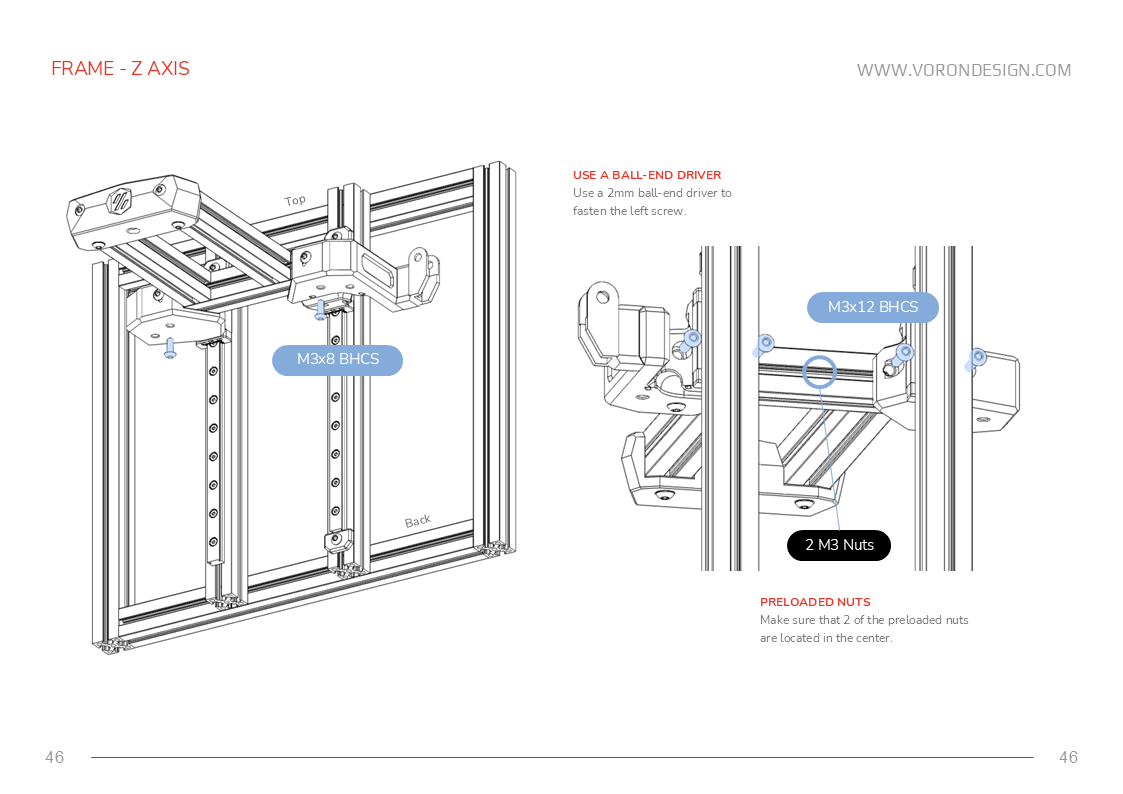 FRAME - Z AXIS
WWW.VORONDESIGN.COM
Top
M3x8 BHCS
Back
USE A BALL-END DRIVER
Use a 2mm ball-end driver to
fasten the left screw.
M3x12 BHCS
2 M3 Nuts
PRELOADED NUTS
Make sure that 2 of the preloaded nuts
are located in the center.
46
46